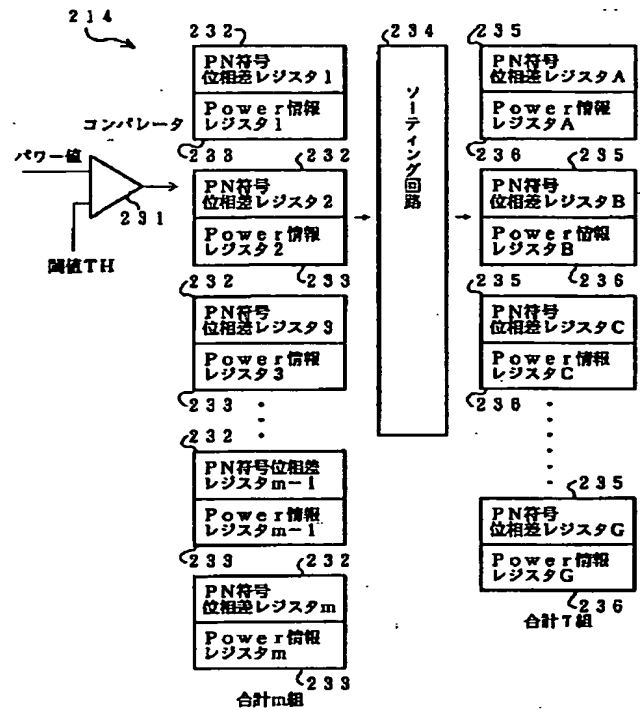 214
コンパレータ
パワー値
231
閾値TH
232
PN符号
位相差レジスタ1
Power情報
レジスタ1
233
232
PN符号
位相差レジスタ2
Power情報
レジスタ2
233
232
PN符号
位相差レジスタ3
Power情報
レジスタ3
233
232
PN符号位相差
レジスタm-1
Power情報
レジスタm-1
233
232
PN符号
位相差レジスタm
Power情報
レジスタm
233
合計m組
234
ソーティング回路
235
PN符号
位相差レジスタA
Power情報
レジスタA
236
235
PN符号
位相差レジスタB
Power情報
レジスタB
236
235
PN符号
位相差レジスタC
Power情報
レジスタC
236
235
PN符号
位相差レジスタG
Power情報
レジスタG
236
合計T組